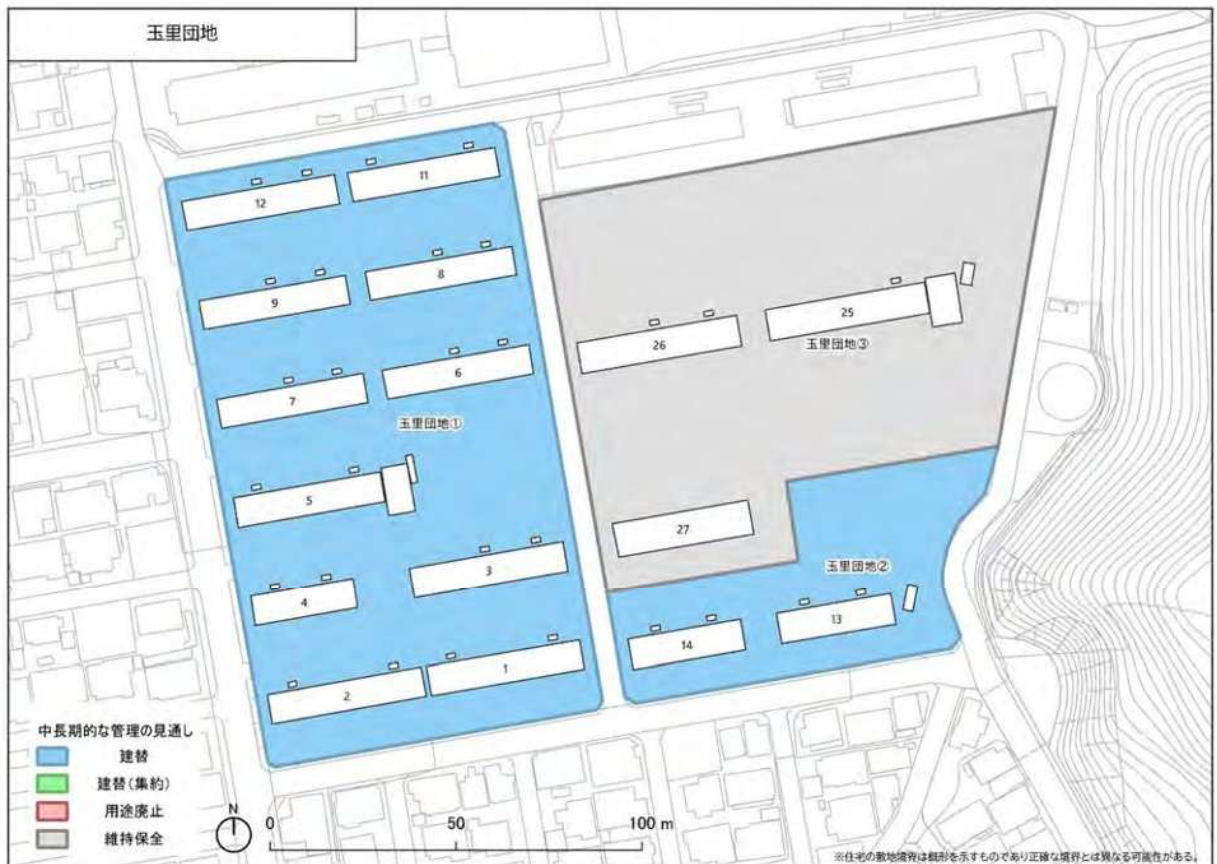 玉里団地
11
12
8
9
25
26
玉里団地③
6
7
玉里団地①
5
27
3
玉里団地②
4
13
14
1
2
中長期的な管理の見通し
建替
建替(集約)
用途廃止
維持保全
N
0 50 100 m
※住宅の敷地境界は概形を示すものであり正確な境界とは異なる可能性がある。